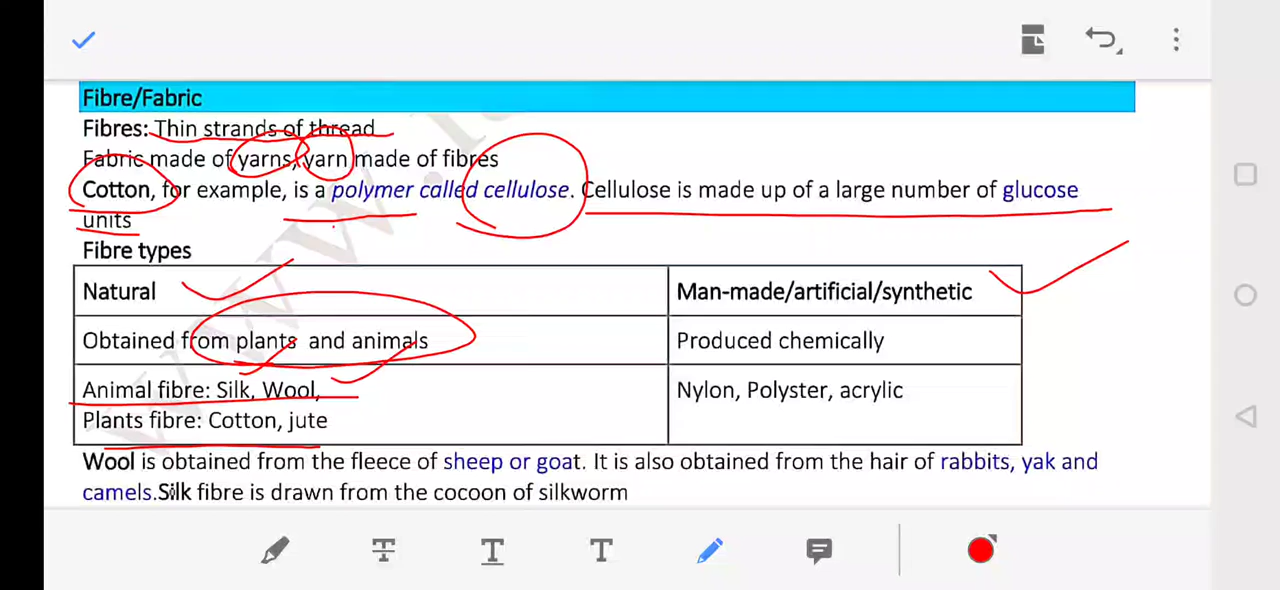 Fibre/Fabric
Fibres: Thin strands of thread
Fabric made of yarns, yarn made of fibres
Cotton, for example, is a polymer called cellulose. Cellulose is made up of a large number of glucose
units
Fibre types
Natural
Man-made/artificial/synthetic
Obtained from plants and animals
Produced chemically
Animal fibre: Silk, Wool,
Plants fibre: Cotton, jute
Nylon, Polyster, acrylic
Wool is obtained from the fleece of sheep or goat. It is also obtained from the hair of rabbits, yak and
camels.Silk fibre is drawn from the cocoon of silkworm
T
T
T